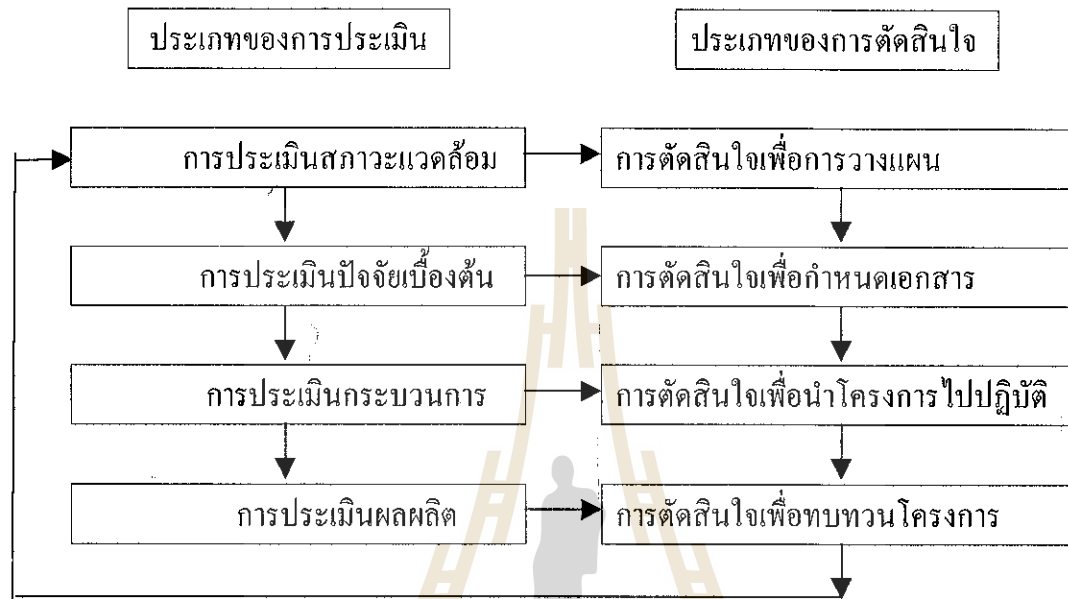 ประเภทของการประเมิน
ประเภทของการตัดสินใจ
การประเมินสภาวะแวดล้อม
การตัดสินใจเพื่อการวางแผน
การประเมินปัจจัยเบื้องต้น
การตัดสินใจเพื่อกำหนดเอกสาร
การประเมินกระบวนการ
การตัดสินใจเพื่อนำโครงการไปปฏิบัติ
การประเมินผลผลิต
การตัดสินใจเพื่อทบทวนโครงการ